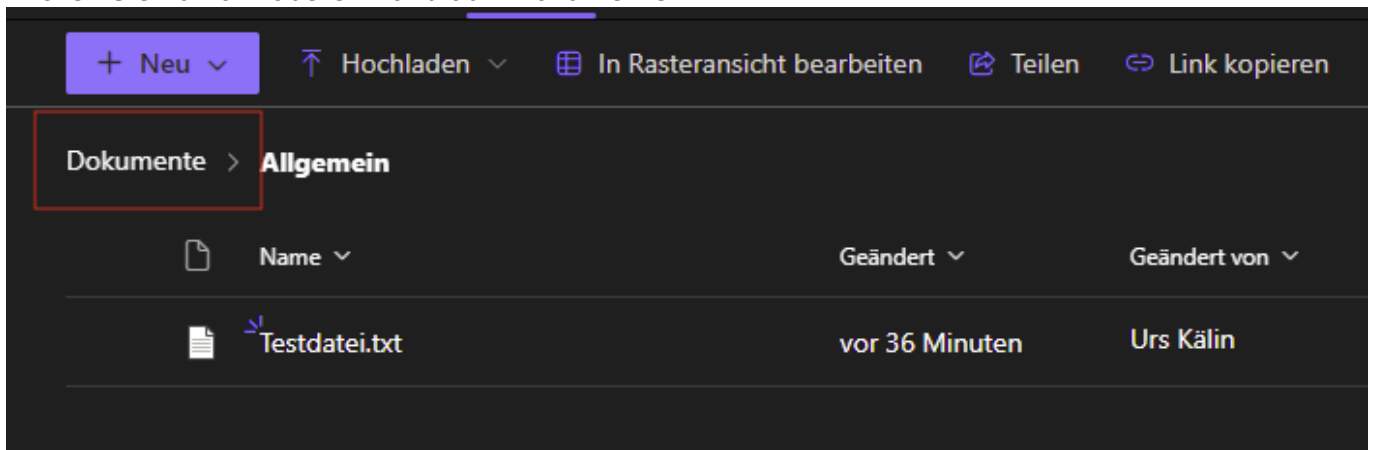 + Neu
Hochladen
In Rasteransicht bearbeiten
Teilen
Link kopieren
Dokumente > Allgemein
Name
Geändert
Geändert von
Testdatei.txt
vor 36 Minuten
Urs Kälin